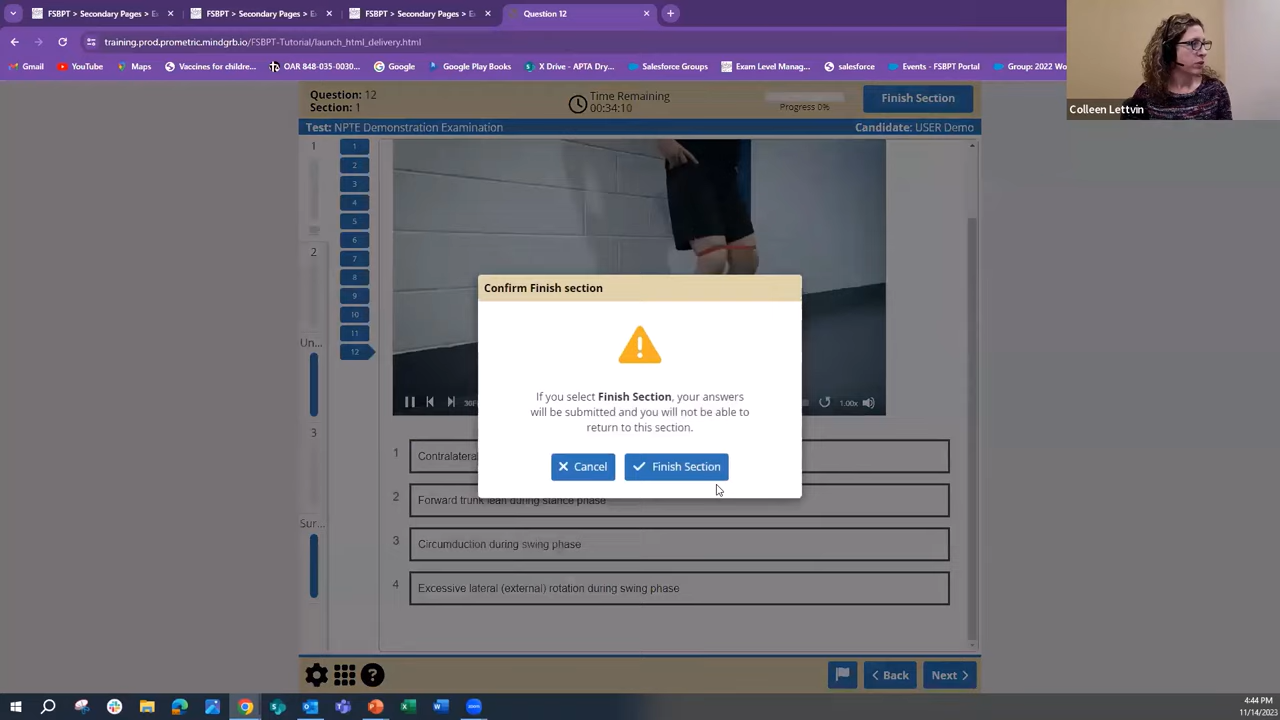 FSBPT > Secondary Pages > E
FSBPT > Secondary Pages > E
FSBPT > Secondary Pages > E
Question 12
training.prod.prometric.mindgrb.io/FSBPT-Tutorial/launch_html_delivery.html
Gmail
YouTube
Maps
Vaccines for childre...
OAR 848-035-0030...
Google
Google Play Books
X Drive - APTA Dry...
Salesforce Groups
Exam Level Manag...
salesforce
Events - FSBPT Portal
Group: 2022 Wo
Colleen Lettvin
Question: 12
Section: 1
Time Remaining
00:34:10
Progress 0%
Finish Section
Test: NPTE Demonstration Examination
Candidate: USER Demo
1
2
Un...
3
Sur...
1
2
3
4
5
6
7
8
9
10
11
12
1.00x
Confirm Finish section
If you select Finish Section, your answers
will be submitted and you will not be able to
return to this section.
Cancel
Finish Section
1 Contralateral
2 Forward trunk lean during stance phase
3 Circumduction during swing phase
4 Excessive lateral (external) rotation during swing phase
Back
Next
4:44 PM
11/14/2023